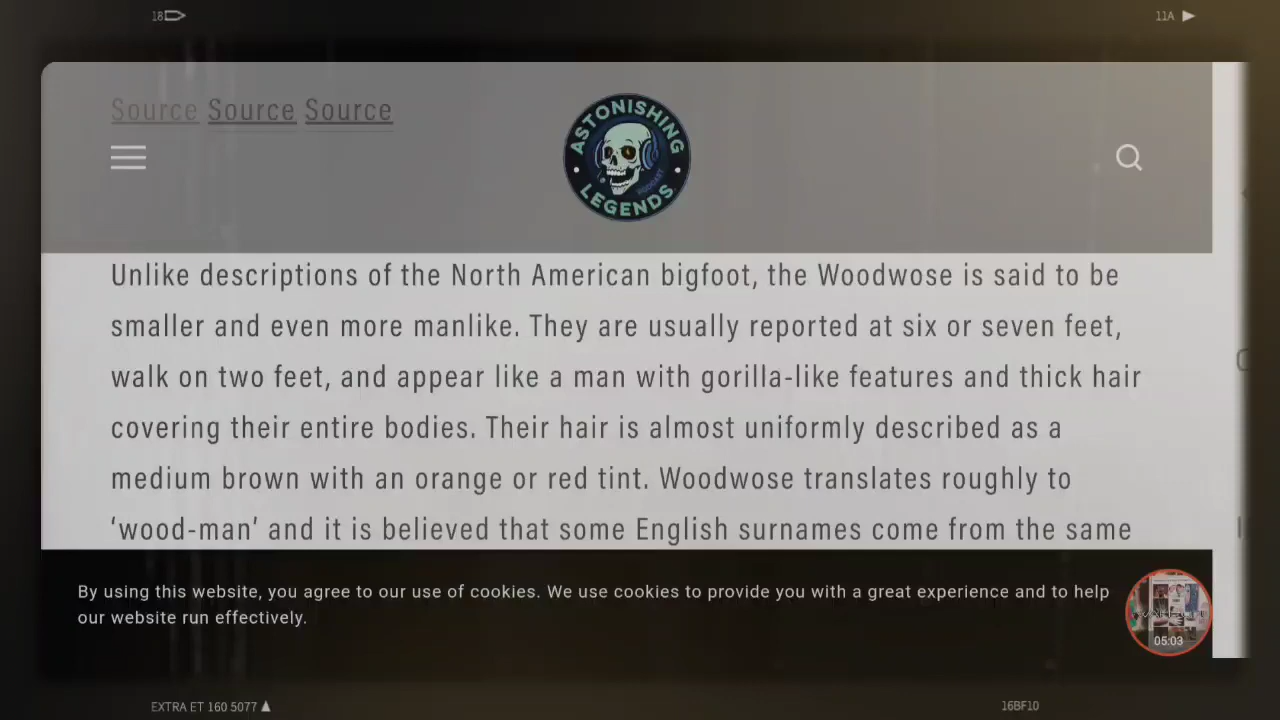 18
11A
Source Source Source
ASTONISHING
LEGENDS
PODCAST
Unlike descriptions of the North American bigfoot, the Woodwose is said to be
smaller and even more manlike. They are usually reported at six or seven feet,
walk on two feet, and appear like a man with gorilla-like features and thick hair
covering their entire bodies. Their hair is almost uniformly described as a
medium brown with an orange or red tint. Woodwose translates roughly to
‘wood-man’ and it is believed that some English surnames come from the same
By using this website, you agree to our use of cookies. We use cookies to provide you with a great experience and to help
our website run effectively.
05:03
EXTRA ET 160 5077
16BF10